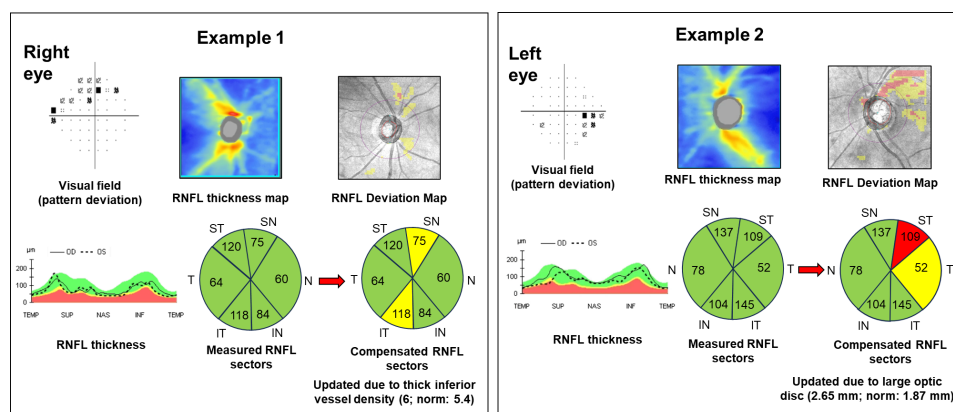 Example 1
Right
eye
Visual field
(pattern deviation)
RNFL thickness map
RNFL Deviation Map
µm
OD
OS
200
100
0
TEMP SUP NAS INF TEMP
RNFL thickness
ST SN
120 75
T 64 60 N
118 84
IT IN
Measured RNFL
sectors
ST SN
120 75
T 64 60 N
118 84
IT IN
Compensated RNFL
sectors
Updated due to thick inferior
vessel density (6; norm: 5.4)
Example 2
Left
eye
Visual field
(pattern deviation)
RNFL thickness map
RNFL Deviation Map
µm
OD
OS
200
100
0
TEMP SUP NAS INF TEMP
RNFL thickness
SN ST
137 109
N 78 52 T
104 145
IN IT
Measured RNFL
sectors
SN ST
137 109
N 78 52 T
104 145
IN IT
Compensated RNFL
sectors
Updated due to large optic
disc (2.65 mm; norm: 1.87 mm)